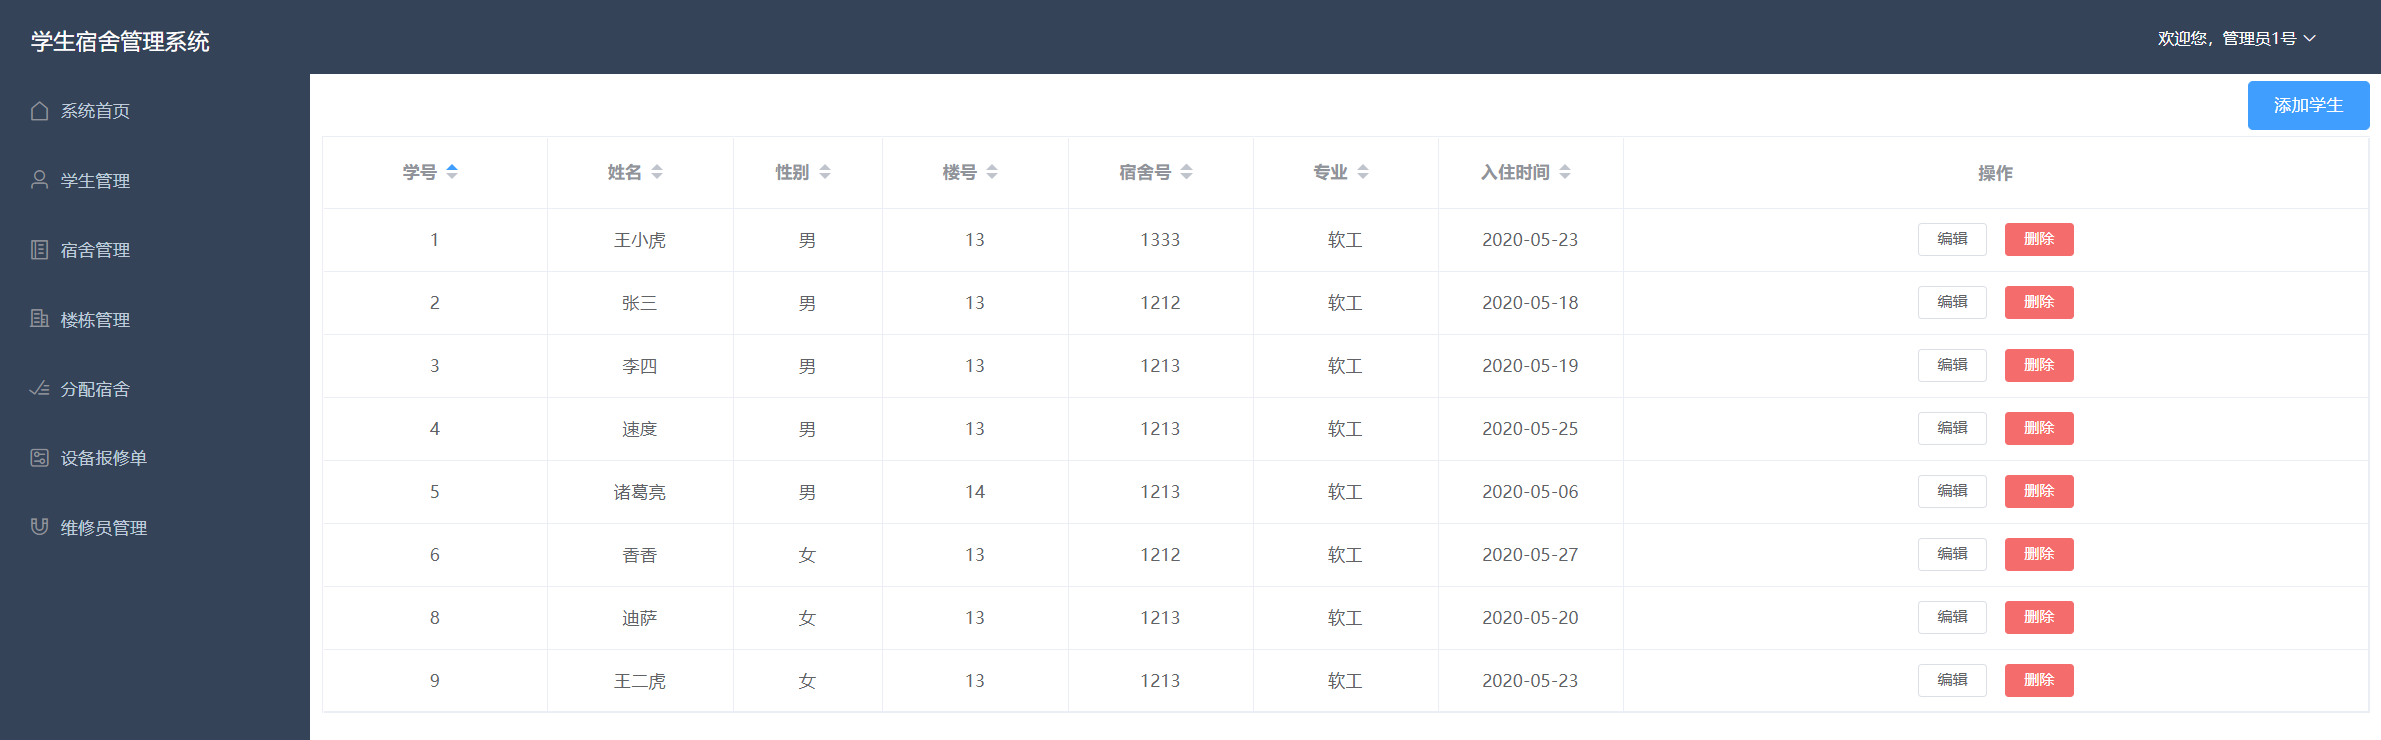 学生宿舍管理系统
欢迎您，管理员1号
系统首页
学生管理
宿舍管理
楼栋管理
分配宿舍
设备报修单
维修员管理
添加学生
学号 姓名 性别 楼号 宿舍号 专业 入住时间 操作
1 王小虎 男 13 1333 软工 2020-05-23 编辑 删除
2 张三 男 13 1212 软工 2020-05-18 编辑 删除
3 李四 男 13 1213 软工 2020-05-19 编辑 删除
4 速度 男 13 1213 软工 2020-05-25 编辑 删除
5 诸葛亮 男 14 1213 软工 2020-05-06 编辑 删除
6 香香 女 13 1212 软工 2020-05-27 编辑 删除
8 迪萨 女 13 1213 软工 2020-05-20 编辑 删除
9 王二虎 女 13 1213 软工 2020-05-23 编辑 删除